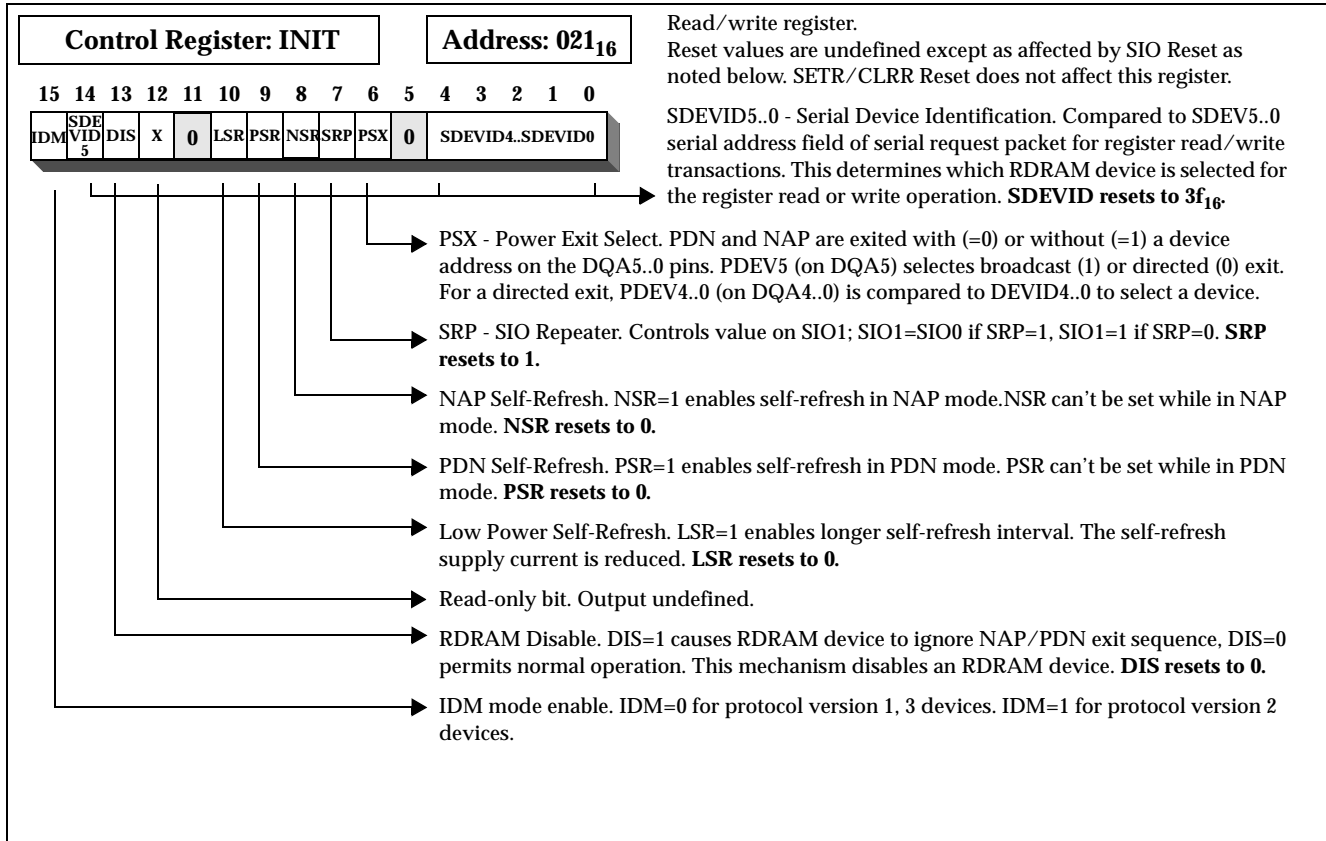 Control Register: INIT
Address: 021₁₆
Read/write register.
Reset values are undefined except as affected by SIO Reset as
noted below. SETR/CLRR Reset does not affect this register.
15 14 13 12 11 10 9 8 7 6 5 4 3 2 1 0
IDM SDE VID 5 DIS X 0 LSR PSR NSR SRP PSX 0 SDEVID4..SDEVID0
SDEVID5..0 - Serial Device Identification. Compared to SDEV5..0
serial address field of serial request packet for register read/write
transactions. This determines which RDRAM device is selected for
the register read or write operation. SDEVID resets to 3f₁₆.
PSX - Power Exit Select. PDN and NAP are exited with (=0) or without (=1) a device
address on the DQA5..0 pins. PDEV5 (on DQA5) selectes broadcast (1) or directed (0) exit.
For a directed exit, PDEV4..0 (on DQA4..0) is compared to DEVID4..0 to select a device.
SRP - SIO Repeater. Controls value on SIO1; SIO1=SIO0 if SRP=1, SIO1=1 if SRP=0. SRP
resets to 1.
NAP Self-Refresh. NSR=1 enables self-refresh in NAP mode.NSR can't be set while in NAP
mode. NSR resets to 0.
PDN Self-Refresh. PSR=1 enables self-refresh in PDN mode. PSR can't be set while in PDN
mode. PSR resets to 0.
Low Power Self-Refresh. LSR=1 enables longer self-refresh interval. The self-refresh
supply current is reduced. LSR resets to 0.
Read-only bit. Output undefined.
RDRAM Disable. DIS=1 causes RDRAM device to ignore NAP/PDN exit sequence, DIS=0
permits normal operation. This mechanism disables an RDRAM device. DIS resets to 0.
IDM mode enable. IDM=0 for protocol version 1, 3 devices. IDM=1 for protocol version 2
devices.